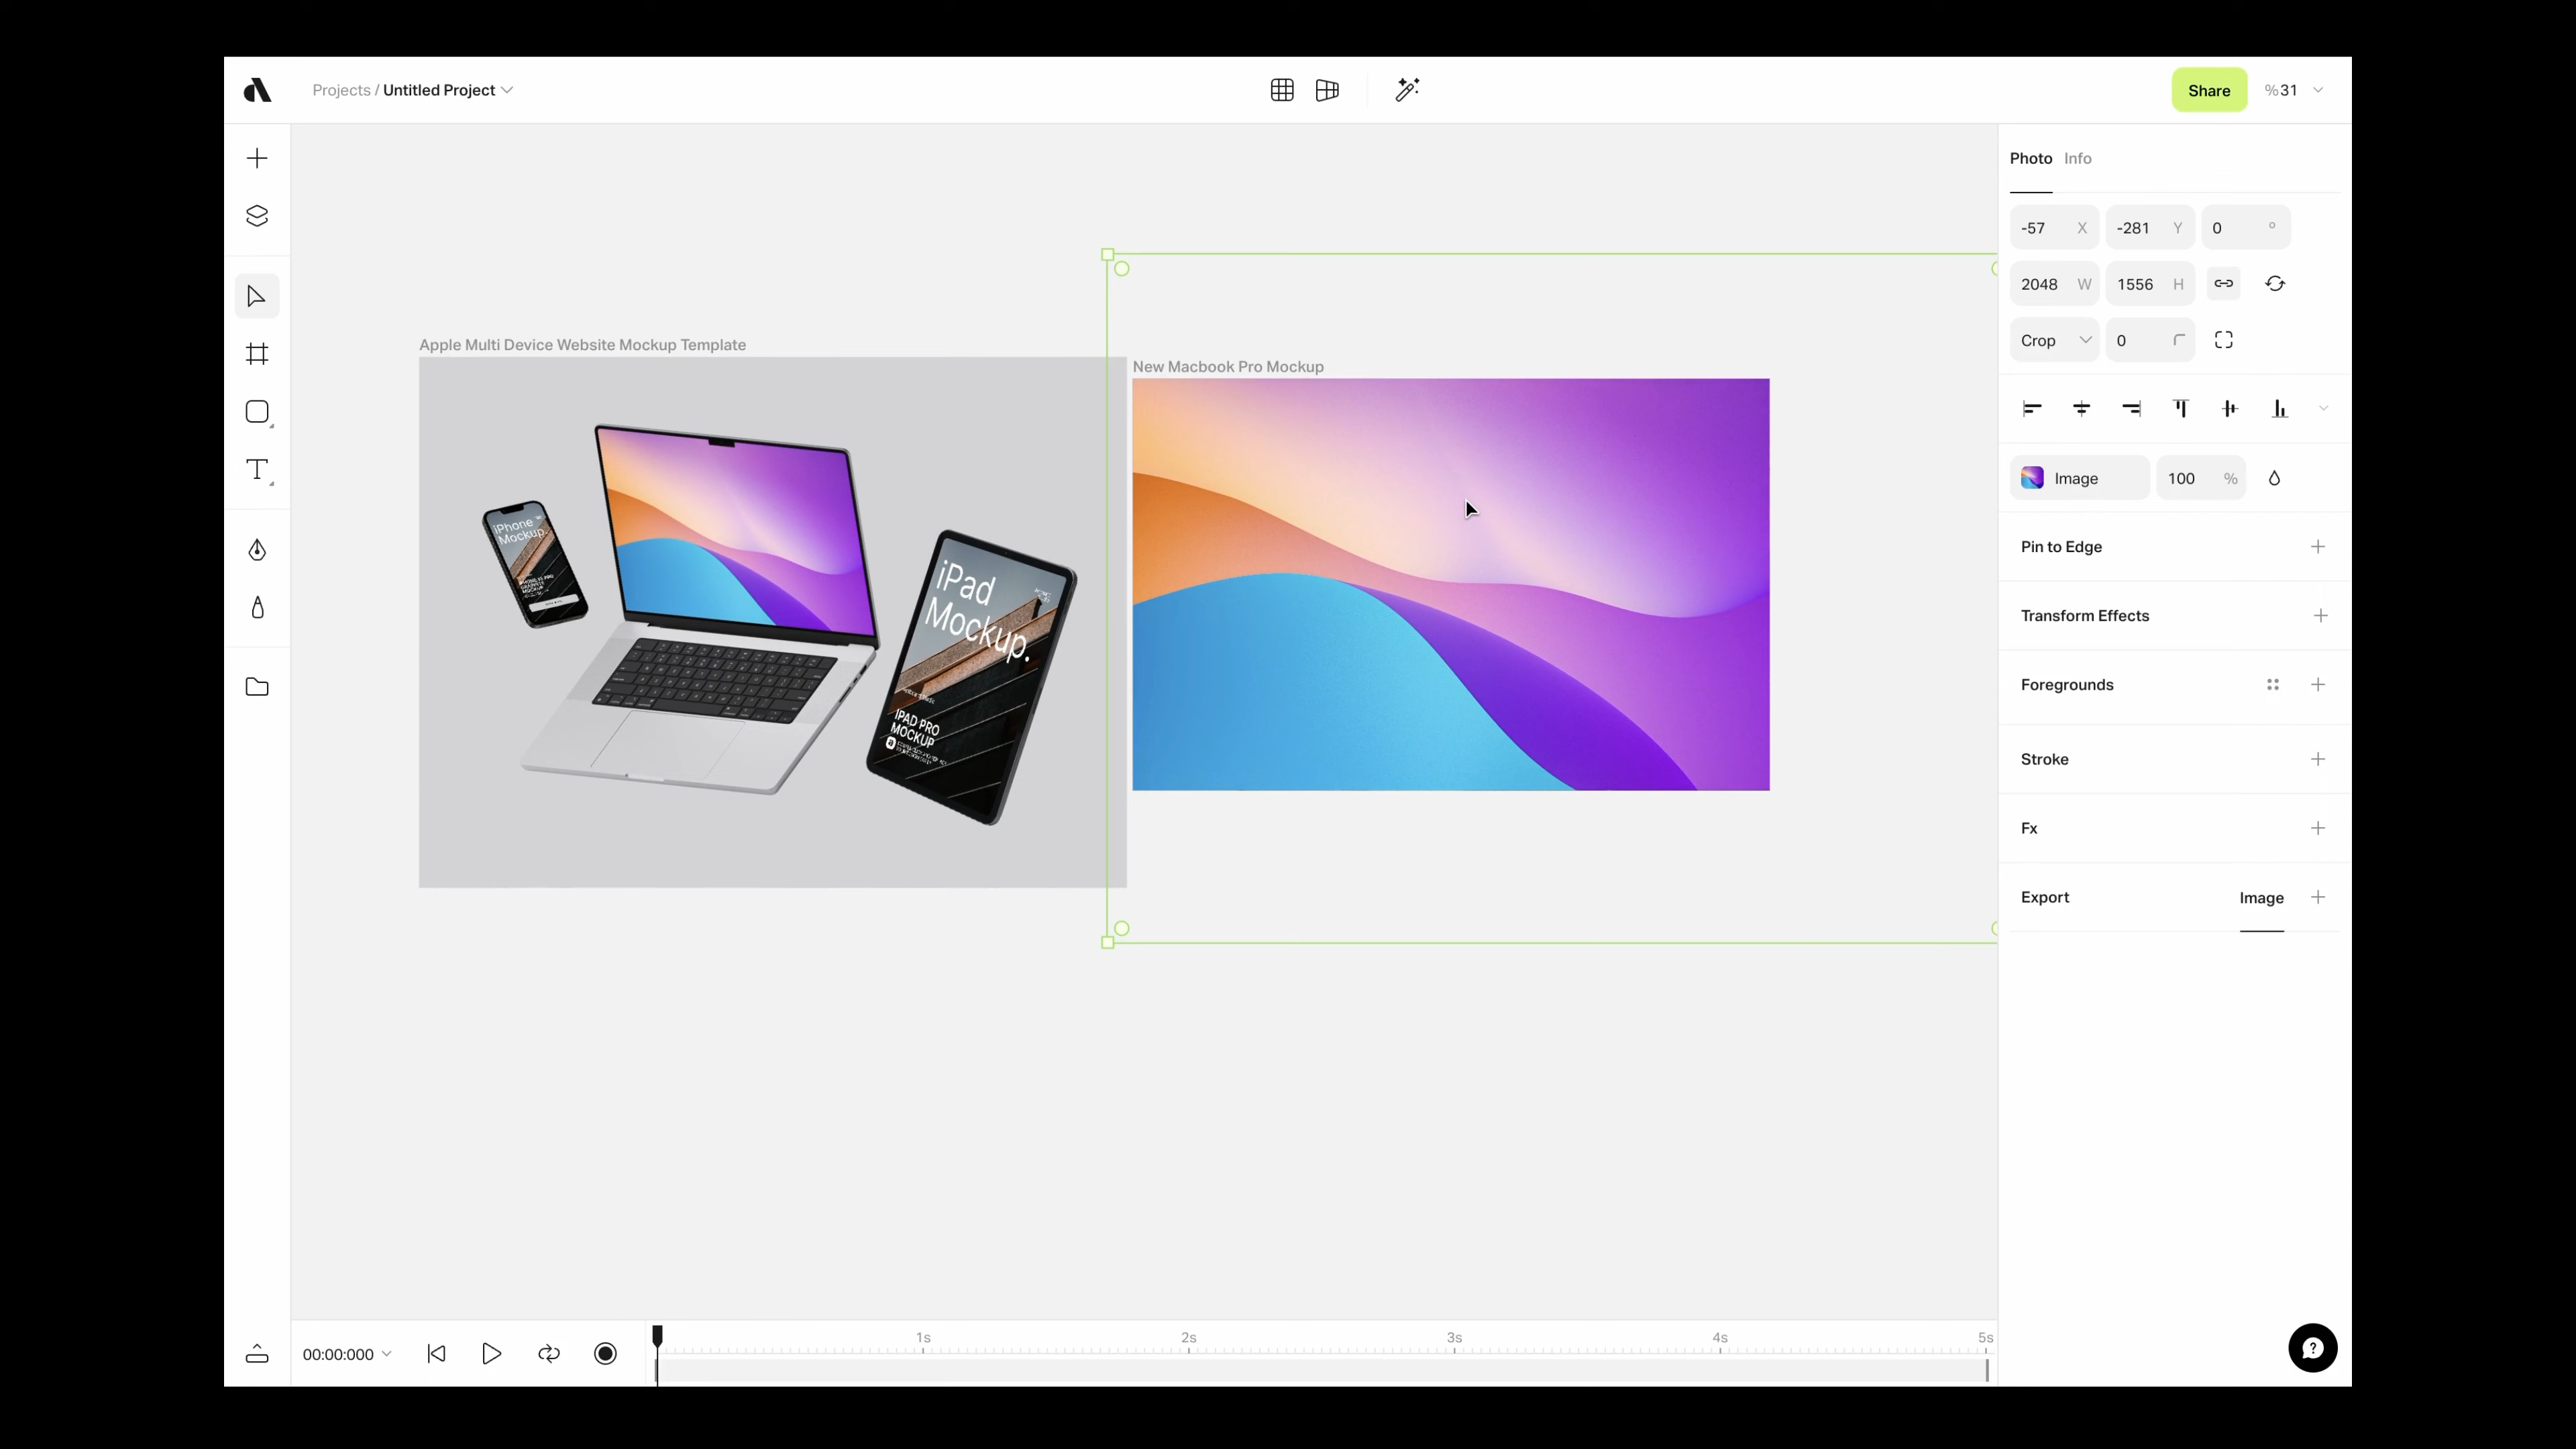 Projects / Untitled Project
Share
%31
Photo Info
-57 X -281 Y 0 °
2048 W 1556 H
Crop 0
Image 100 %
Pin to Edge
Transform Effects
Foregrounds
Stroke
Fx
Export Image
Apple Multi Device Website Mockup Template
New Macbook Pro Mockup
iPhone
Mockup.
iPad
Mockup.
IPAD PRO
MOCKUP
00:00:000
1s 2s 3s 4s 5s